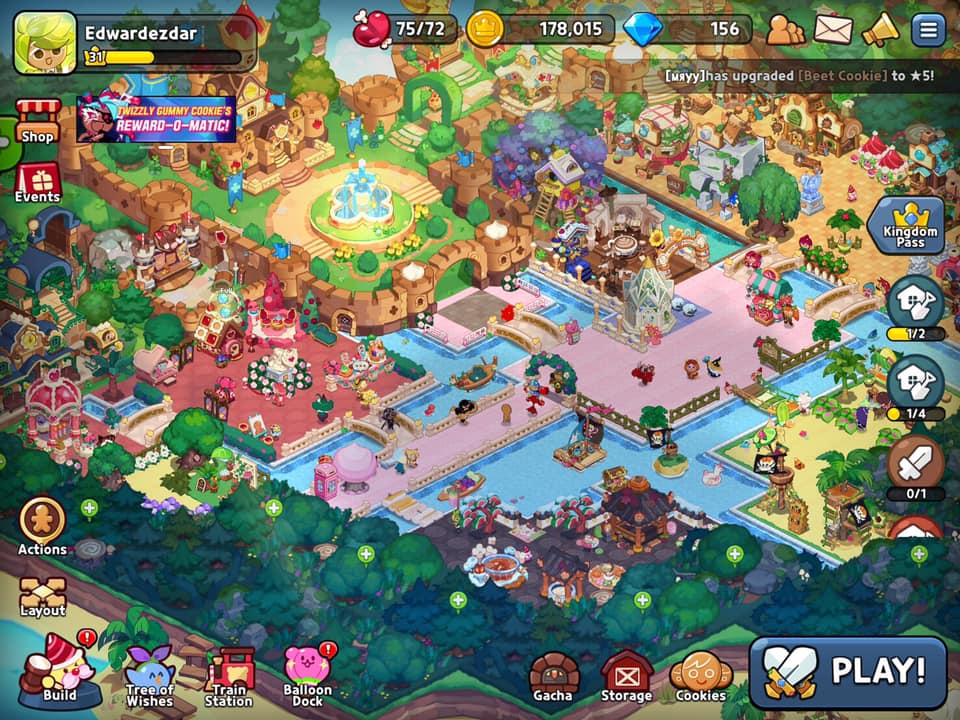 Edwardezdar
31
75/72
178,015
156
[мяуу]has upgraded [Beet Cookie] to ★5!
Shop
TWIZZLY GUMMY COOKIE'S
REWARD-O-MATIC!
Events
Kingdom
Pass
Full
1/2
1/4
0/1
Actions
Layout
Build
Tree of
Wishes
Train
Station
Balloon
Dock
Gacha
Storage
Cookies
PLAY!